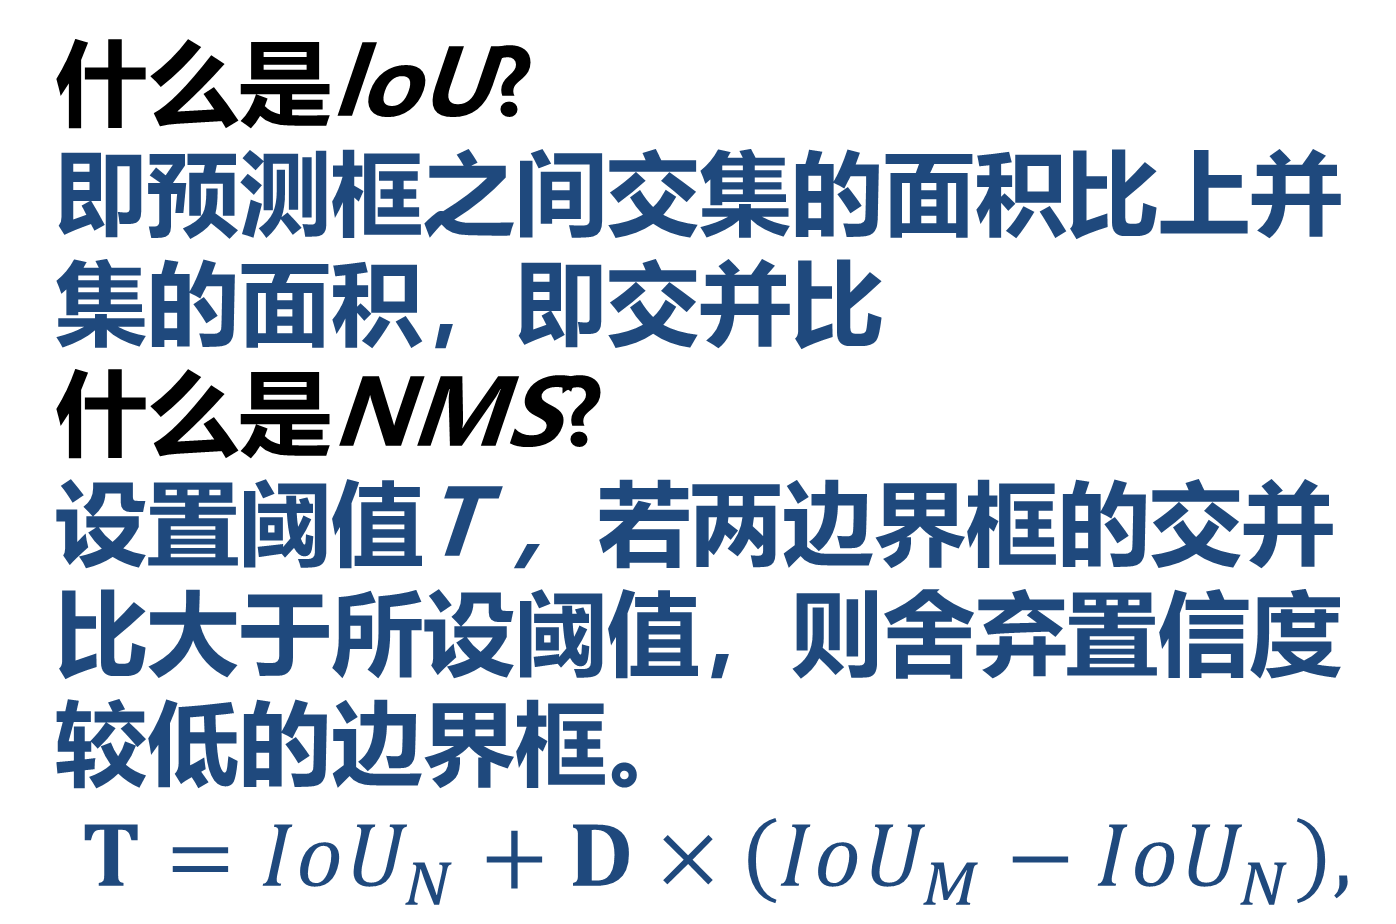 什么是IoU?
即预测框之间交集的面积比上并
集的面积，即交并比
什么是NMS?
设置阈值T，若两边界框的交并
比大于所设阈值，则舍弃置信度
较低的边界框。
T = IoU_N + D × (IoU_M − IoU_N),